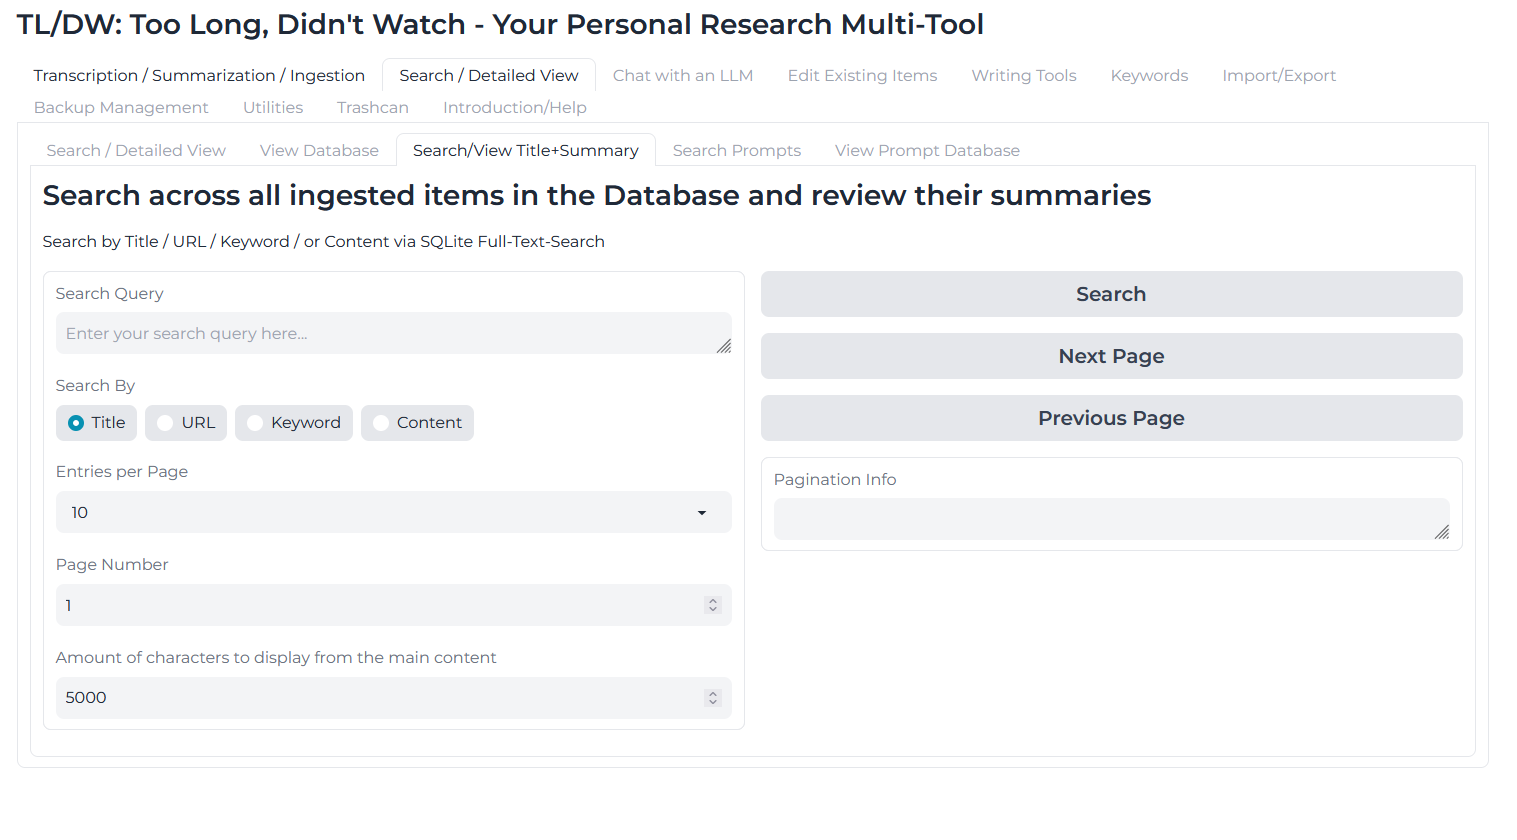 TL/DW: Too Long, Didn't Watch - Your Personal Research Multi-Tool
Transcription / Summarization / Ingestion
Search / Detailed View
Chat with an LLM
Edit Existing Items
Writing Tools
Keywords
Import/Export
Backup Management
Utilities
Trashcan
Introduction/Help
Search / Detailed View
View Database
Search/View Title+Summary
Search Prompts
View Prompt Database
Search across all ingested items in the Database and review their summaries
Search by Title / URL / Keyword / or Content via SQLite Full-Text-Search
Search Query
Enter your search query here...
Search By
Title
URL
Keyword
Content
Entries per Page
10
Page Number
1
Amount of characters to display from the main content
5000
Search
Next Page
Previous Page
Pagination Info